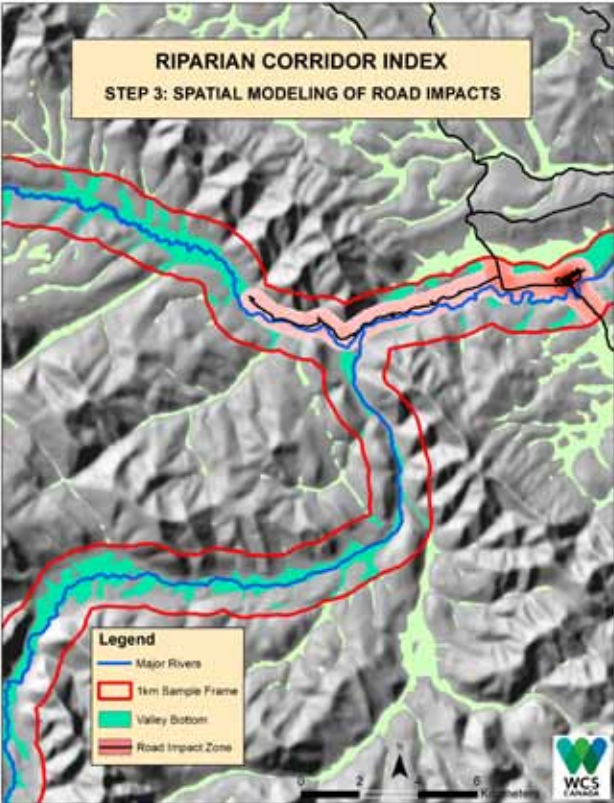 RIPARIAN CORRIDOR INDEX
STEP 3: SPATIAL MODELING OF ROAD IMPACTS
Legend
Major Rivers
1km Sample Frame
Valley Bottom
Road Impact Zone
N
0 2 4 6
Kilometers
WCS
CANADA